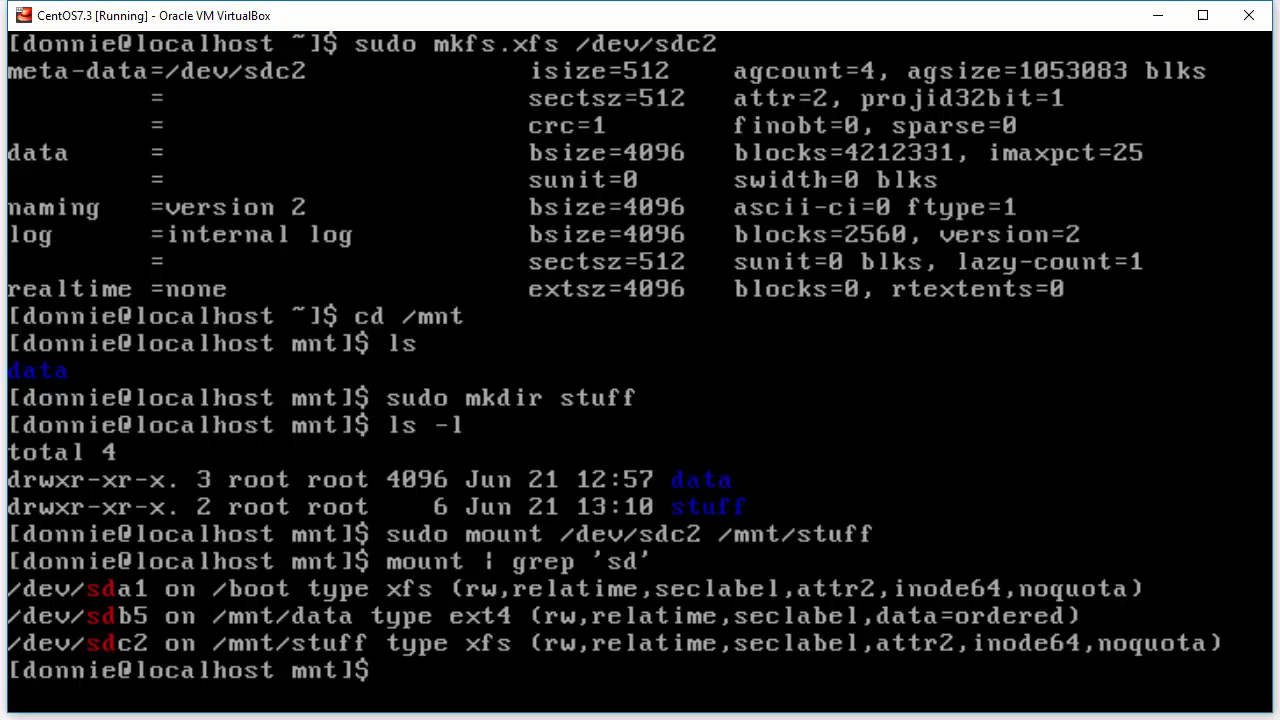 CentOS7.3 [Running] - Oracle VM VirtualBox
[donnie@localhost ~]$ sudo mkfs.xfs /dev/sdc2
meta-data=/dev/sdc2              isize=512    agcount=4, agsize=1053083 blks
         =                       sectsz=512   attr=2, projid32bit=1
         =                       crc=1        finobt=0, sparse=0
data     =                       bsize=4096   blocks=4212331, imaxpct=25
         =                       sunit=0      swidth=0 blks
naming   =version 2              bsize=4096   ascii-ci=0 ftype=1
log      =internal log           bsize=4096   blocks=2560, version=2
         =                       sectsz=512   sunit=0 blks, lazy-count=1
realtime =none                   extsz=4096   blocks=0, rtextents=0
[donnie@localhost ~]$ cd /mnt
[donnie@localhost mnt]$ ls
data
[donnie@localhost mnt]$ sudo mkdir stuff
[donnie@localhost mnt]$ ls -l
total 4
drwxr-xr-x. 3 root root 4096 Jun 21 12:57 data
drwxr-xr-x. 2 root root    6 Jun 21 13:10 stuff
[donnie@localhost mnt]$ sudo mount /dev/sdc2 /mnt/stuff
[donnie@localhost mnt]$ mount | grep 'sd'
/dev/sda1 on /boot type xfs (rw,relatime,seclabel,attr2,inode64,noquota)
/dev/sdb5 on /mnt/data type ext4 (rw,relatime,seclabel,data=ordered)
/dev/sdc2 on /mnt/stuff type xfs (rw,relatime,seclabel,attr2,inode64,noquota)
[donnie@localhost mnt]$